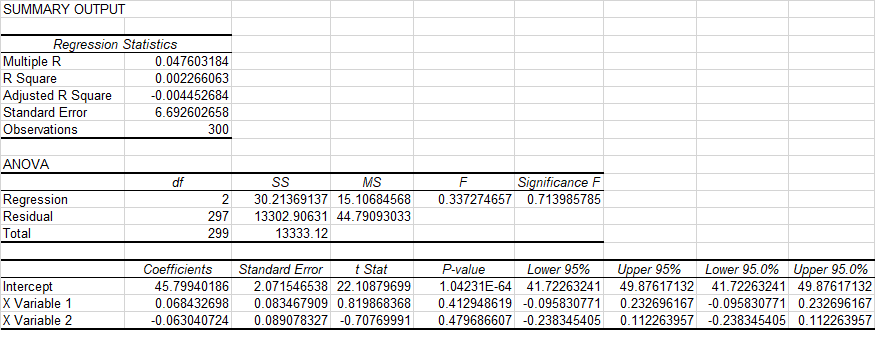 SUMMARY OUTPUT
Regression Statistics
Multiple R 0.047603184
R Square 0.002266063
Adjusted R Square -0.004452684
Standard Error 6.692602658
Observations 300
ANOVA
df SS MS F Significance F
Regression 2 30.21369137 15.10684568 0.337274657 0.713985785
Residual 297 13302.90631 44.79093033
Total 299 13333.12
Coefficients Standard Error t Stat P-value Lower 95% Upper 95% Lower 95.0% Upper 95.0%
Intercept 45.79940186 2.071546538 22.10879699 1.04231E-64 41.72263241 49.87617132 41.72263241 49.87617132
X Variable 1 0.068432698 0.083467909 0.819868368 0.412948619 -0.095830771 0.232696167 -0.095830771 0.232696167
X Variable 2 -0.063040724 0.089078327 -0.70769991 0.479686607 -0.238345405 0.112263957 -0.238345405 0.112263957